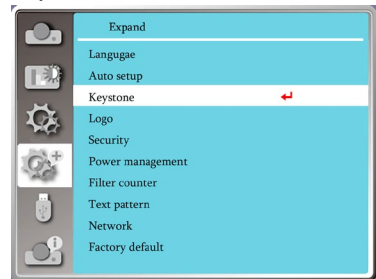 Expand
Langugae
Auto setup
Keystone
Logo
Security
Power management
Filter counter
Text pattern
Network
Factory default